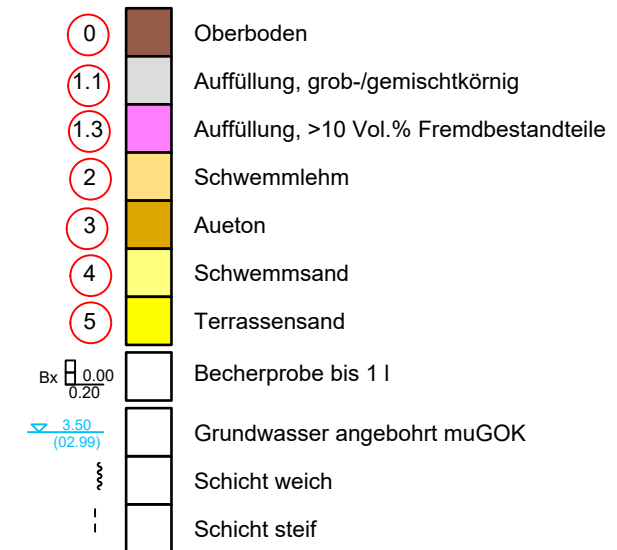 0 Oberboden
1.1 Auffüllung, grob-/gemischtkörnig
1.3 Auffüllung, >10 Vol.% Fremdbestandteile
2 Schwemmlehm
3 Aueton
4 Schwemmsand
5 Terrassensand
Bx 0.00 Becherprobe bis 1 l
0.20
3.50
(02.99) Grundwasser angebohrt muGOK
Schicht weich
Schicht steif